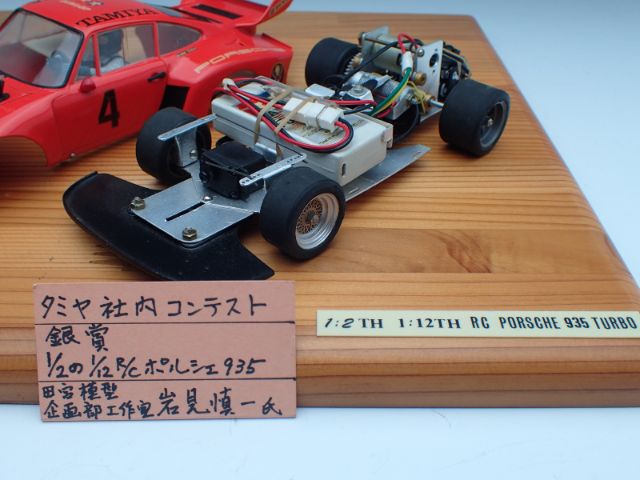 TAMIYA
PORSCHE
4
タミヤ社内コンテスト
銀賞
1/2の1/12 R/Cポルシェ935
田宮模型
企画部工作室 岩見慎一氏
1:2TH 1:12TH RC PORSCHE 935 TURBO